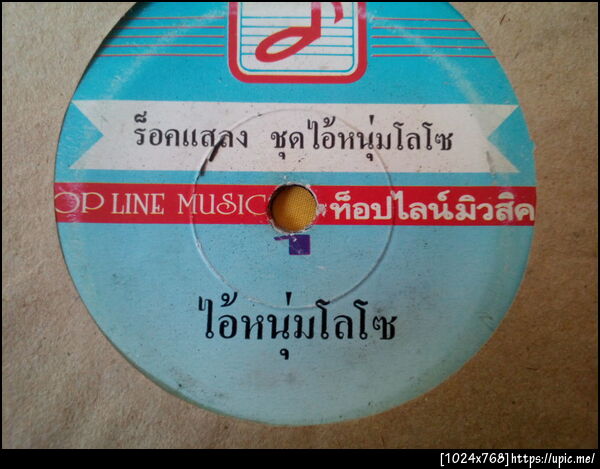 ร็อคแสลง ชุดไอ้หนุ่มโลโซ
OP LINE MUSIC ท็อปไลน์มิวสิค
ไอ้หนุ่มโลโซ
[1024x768]https://upic.me/